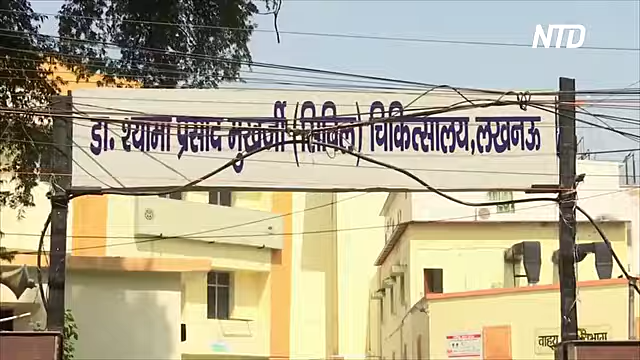 NTD
डा. श्यामा प्रसाद मुखर्जी (सिविल) चिकित्सालय, लखनऊ